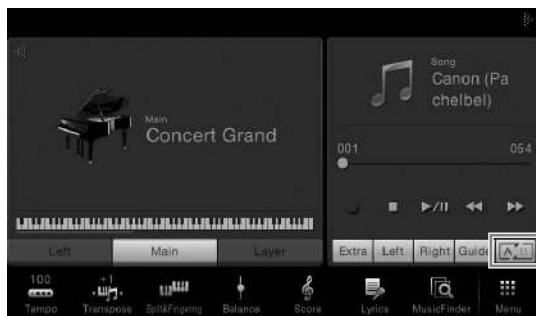 Song
Canon (Pa
chelbel)
Main
Concert Grand
001
054
Left
Main
Layer
Extra
Left
Right
Guide
A
B
100
+1
Tempo
Transpose
Split&Fingering
Balance
Score
Lyrics
MusicFinder
Menu